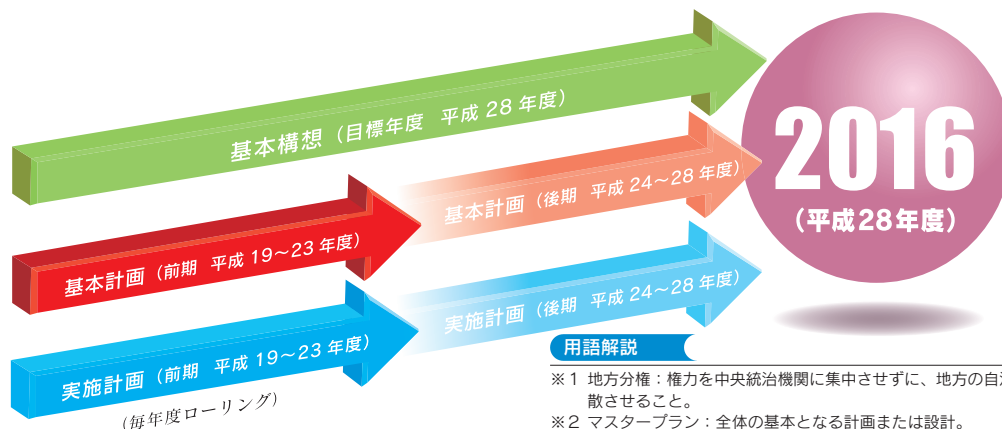 基本構想（目標年度 平成 28 年度）
2016
（平成28年度）
基本計画（前期 平成 19～23 年度）
基本計画（後期 平成 24～28 年度）
実施計画（前期 平成 19～23 年度）
実施計画（後期 平成 24～28 年度）
（毎年度ローリング）
用語解説
※１ 地方分権：権力を中央統治機関に集中させずに、地方の自治
散させること。
※２ マスタープラン：全体の基本となる計画または設計。